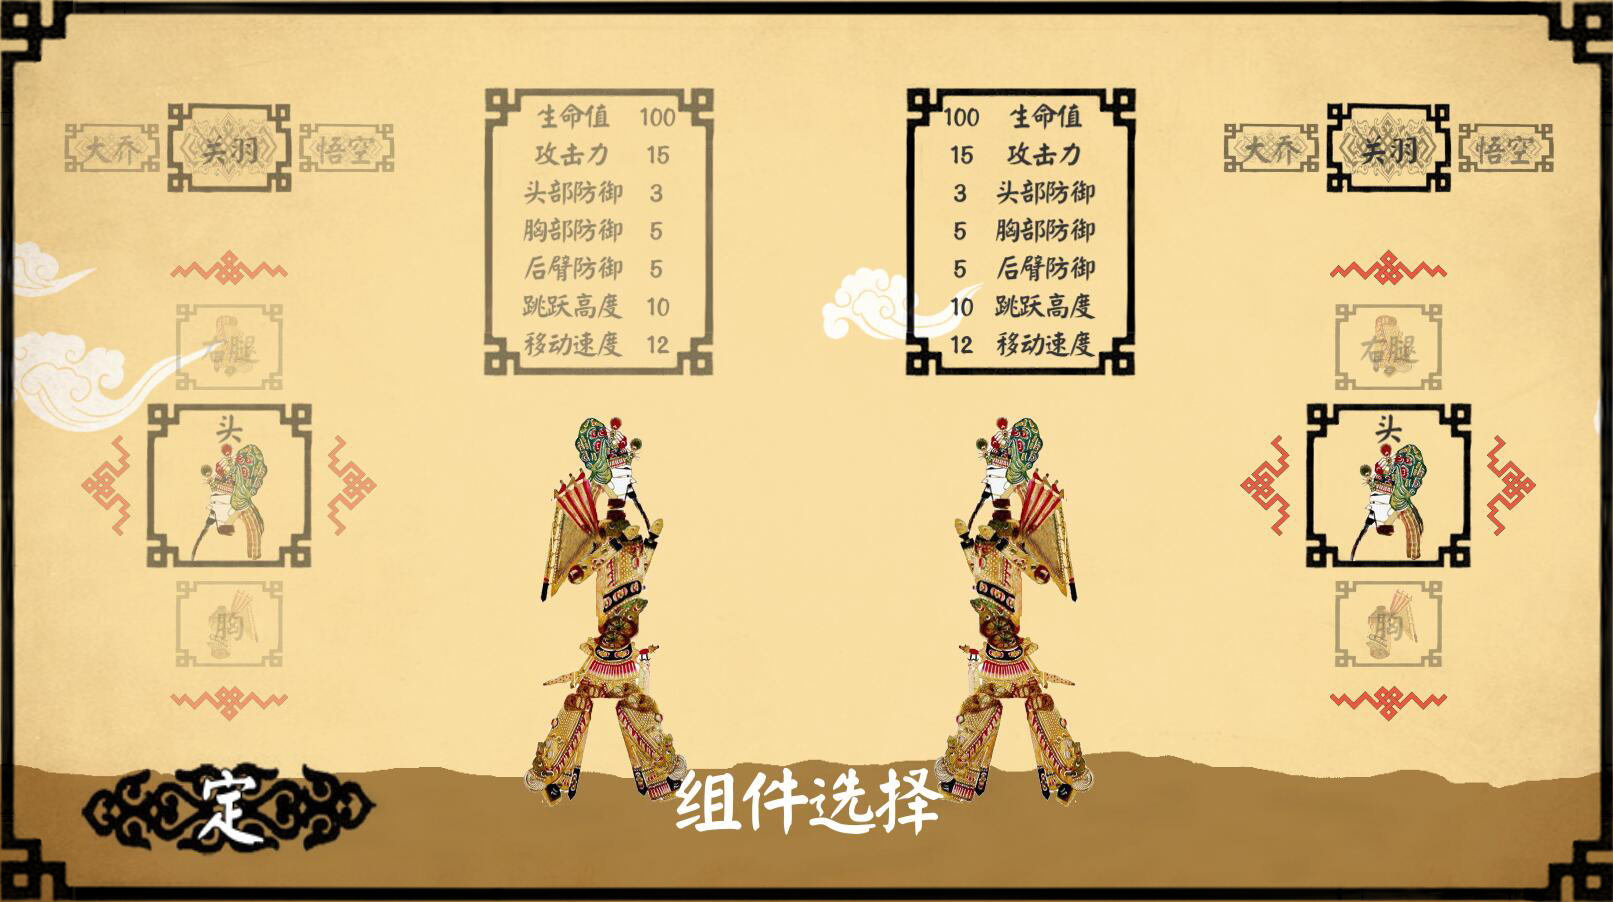 大乔 关羽 悟空
右腿
头
胸
定
生命值 100
攻击力 15
头部防御 3
胸部防御 5
后臂防御 5
跳跃高度 10
移动速度 12
100 生命值
15 攻击力
3 头部防御
5 胸部防御
5 后臂防御
10 跳跃高度
12 移动速度
大乔 关羽 悟空
右腿
头
胸
组件选择